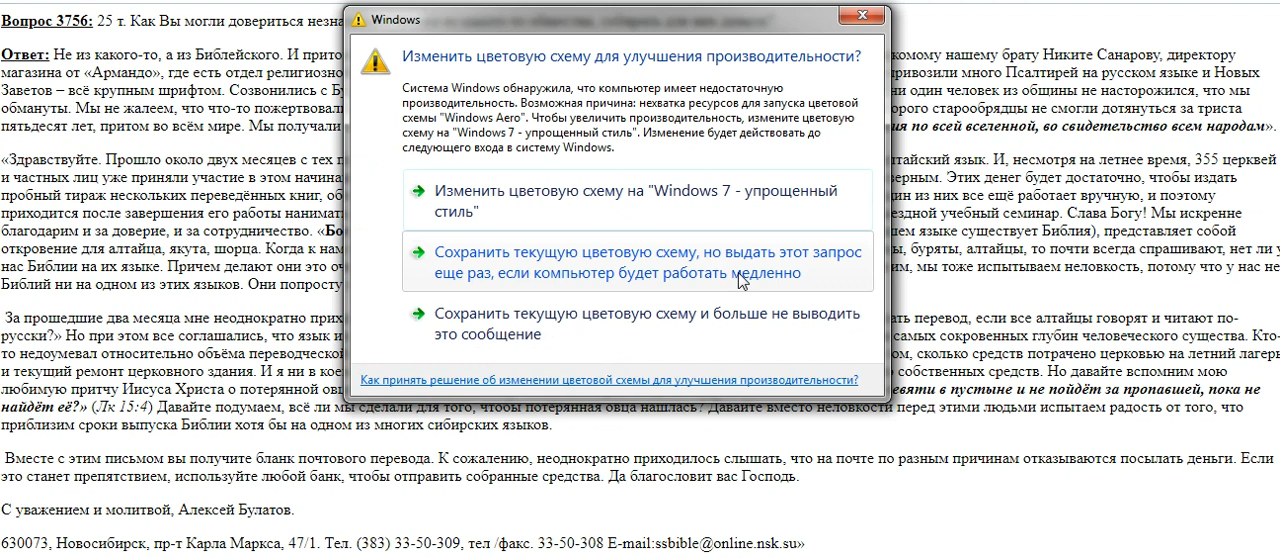 Вопрос 3756: 25 т. Как Вы могли довериться незна
Windows
Ответ: Не из какого-то, а из Библейского. И прито
комому нашему брату Никите Санарову, директору
Изменить цветовую схему для улучшения производительности?
магазина от «Армандо», где есть отдел религиозно
привозили много Псалтирей на русском языке и Новых
Заветов – всё крупным шрифтом. Созвонились с Б
ни один человек из общины не насторожился, что мы
Система Windows обнаружила, что компьютер имеет недостаточную
производительность. Возможная причина: нехватка ресурсов для запуска цветовой
схемы "Windows Aero". Чтобы увеличить производительность, измените цветовую
схему на "Windows 7 - упрощенный стиль". Изменение будет действовать до
следующего входа в систему Windows.
обмануты. Мы не жалеем, что что-то пожертвовали
орого старообрядцы не смогли дотянуться за триста
пятьдесят лет, притом во всём мире. Мы получали
ия по всей вселенной, во свидетельство всем народам».
«Здравствуйте. Прошло около двух месяцев с тех п
тайский язык. И, несмотря на летнее время, 355 церквей
и частных лиц уже приняли участие в этом начина
верным. Этих денег будет достаточно, чтобы издать
Изменить цветовую схему на "Windows 7 - упрощенный
стиль"
пробный тираж нескольких переведённых книг, об
дин из них все ещё работает вручную, и поэтому
приходится после завершения его работы нанимат
ездной учебный семинар. Слава Богу! Мы искренне
благодарим и за доверие, и за сотрудничество. «Бо
шем языке существует Библия), представляет собой
Сохранить текущую цветовую схему, но выдать этот запрос
еще раз, если компьютер будет работать медленно
откровение для алтайца, якута, шорца. Когда к нам
ы, буряты, алтайцы, то почти всегда спрашивают, нет ли у
нас Библии на их языке. Причем делают они это оч
им, мы тоже испытываем неловкость, потому что у нас не
Библий ни на одном из этих языков. Они попросту
Сохранить текущую цветовую схему и больше не выводить
это сообщение
За прошедшие два месяца мне неоднократно прих
ать перевод, если все алтайцы говорят и читают по-
русски?» Но при этом все соглашались, что язык и
самых сокровенных глубин человеческого существа. Кто-
то недоумевал относительно объёма переводческой
ом, сколько средств потрачено церковью на летний лагерь
и текущий ремонт церковного здания. И я ни в кое
собственных средств. Но давайте вспомним мою
Как принять решение об изменении цветовой схемы для улучшения производительности?
любимую притчу Иисуса Христа о потерянной ов
евяти в пустыне и не пойдёт за пропавшей, пока не
найдёт её?» (Лк 15:4) Давайте подумаем, всё ли мы сделали для того, чтобы потерянная овца нашлась? Давайте вместо неловкости перед этими людьми испытаем радость от того, что
приблизим сроки выпуска Библии хотя бы на одном из многих сибирских языков.
Вместе с этим письмом вы получите бланк почтового перевода. К сожалению, неоднократно приходилось слышать, что на почте по разным причинам отказываются посылать деньги. Если
это станет препятствием, используйте любой банк, чтобы отправить собранные средства. Да благословит вас Господь.
С уважением и молитвой, Алексей Булатов.
630073, Новосибирск, пр-т Карла Маркса, 47/1. Тел. (383) 33-50-309, тел /факс. 33-50-308 E-mail:ssbible@online.nsk.su»